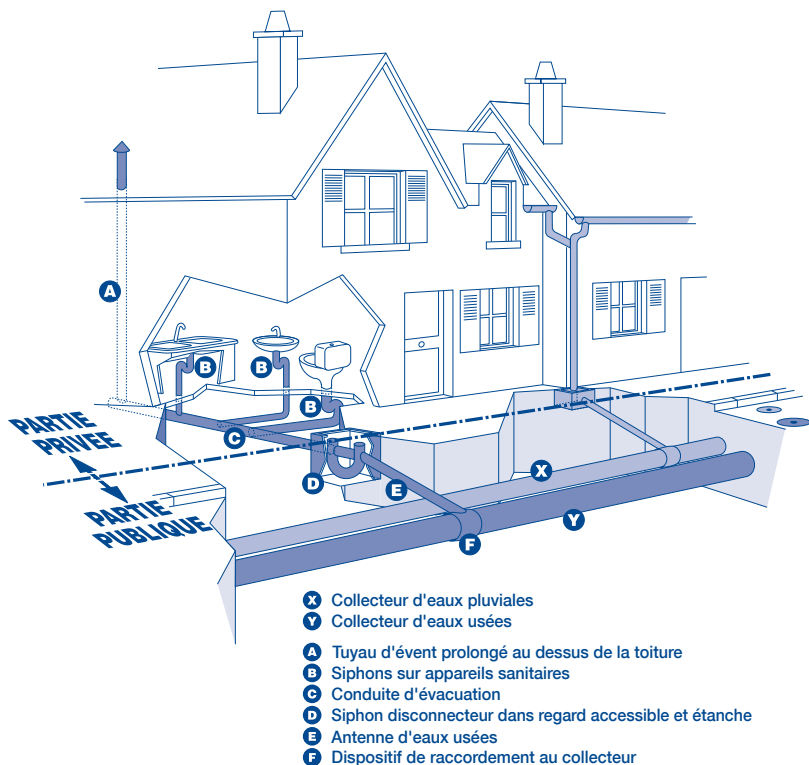 A
B
B
B
PARTIE
PRIVEE
C
D
E
X
PARTIE
PUBLIQUE
Y
F
X Collecteur d'eaux pluviales
Y Collecteur d'eaux usées
A Tuyau d'évent prolongé au dessus de la toiture
B Siphons sur appareils sanitaires
C Conduite d'évacuation
D Siphon disconnecteur dans regard accessible et étanche
E Antenne d'eaux usées
F Dispositif de raccordement au collecteur